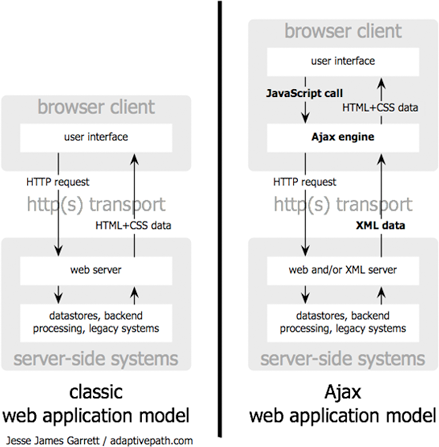 browser client
user interface
HTTP request
http(s) transport
HTML+CSS data
web server
datastores, backend
processing, legacy systems
server-side systems
classic
web application model
Jesse James Garrett / adaptivepath.com
browser client
user interface
JavaScript call
HTML+CSS data
Ajax engine
HTTP request
http(s) transport
XML data
web and/or XML server
datastores, backend
processing, legacy systems
server-side systems
Ajax
web application model